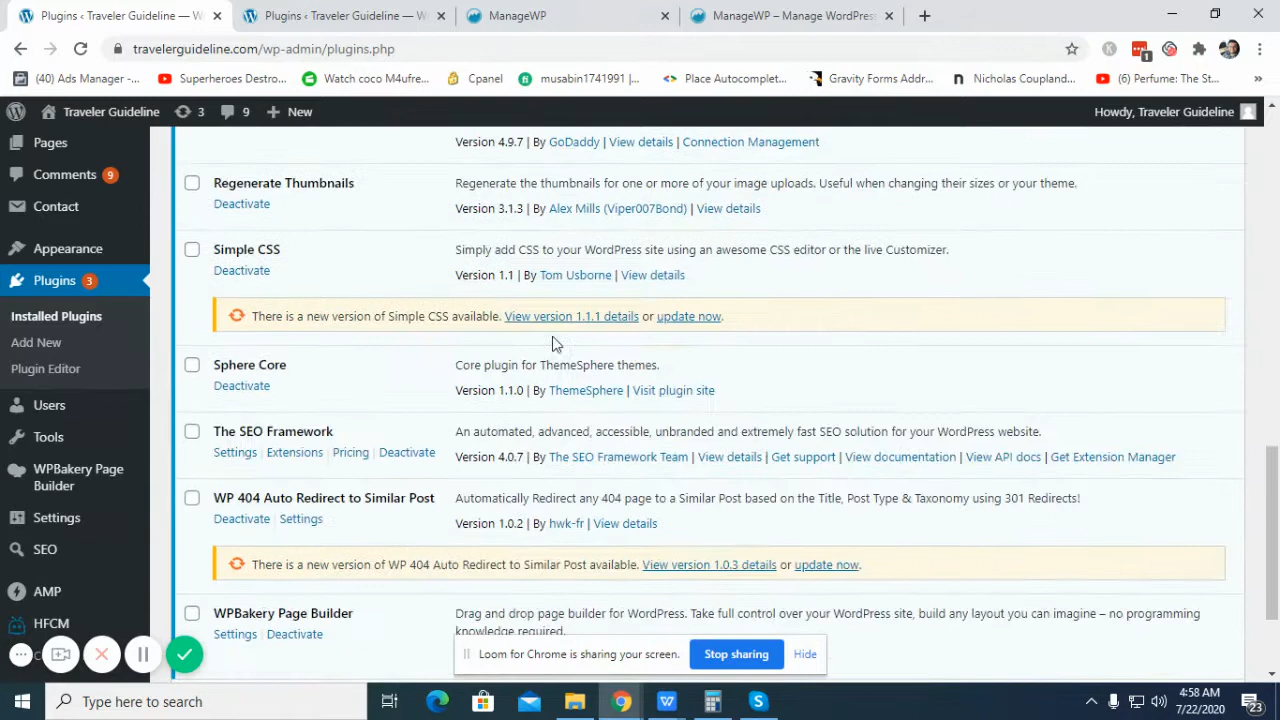 Plugins ‹ Traveler Guideline — W
Plugins ‹ Traveler Guideline — W
ManageWP
ManageWP – Manage WordPress
travelerguideline.com/wp-admin/plugins.php
1
(40) Ads Manager -...
Superheroes Destro...
Watch coco M4ufre...
Cpanel
musabin1741991 |...
Place Autocomplet...
Gravity Forms Addr...
Nicholas Coupland...
(6) Perfume: The St...
Traveler Guideline
3
9
New
Howdy, Traveler Guideline
Pages
Comments 9
Contact
Appearance
Plugins 3
Installed Plugins
Add New
Plugin Editor
Users
Tools
WPBakery Page
Builder
Settings
SEO
AMP
HFCM
Version 4.9.7 | By GoDaddy | View details | Connection Management
Regenerate Thumbnails
Deactivate
Regenerate the thumbnails for one or more of your image uploads. Useful when changing their sizes or your theme.
Version 3.1.3 | By Alex Mills (Viper007Bond) | View details
Simple CSS
Deactivate
Simply add CSS to your WordPress site using an awesome CSS editor or the live Customizer.
Version 1.1 | By Tom Usborne | View details
There is a new version of Simple CSS available. View version 1.1.1 details or update now.
Sphere Core
Deactivate
Core plugin for ThemeSphere themes.
Version 1.1.0 | By ThemeSphere | Visit plugin site
The SEO Framework
Settings | Extensions | Pricing | Deactivate
An automated, advanced, accessible, unbranded and extremely fast SEO solution for your WordPress website.
Version 4.0.7 | By The SEO Framework Team | View details | Get support | View documentation | View API docs | Get Extension Manager
WP 404 Auto Redirect to Similar Post
Deactivate | Settings
Automatically Redirect any 404 page to a Similar Post based on the Title, Post Type & Taxonomy using 301 Redirects!
Version 1.0.2 | By hwk-fr | View details
There is a new version of WP 404 Auto Redirect to Similar Post available. View version 1.0.3 details or update now.
WPBakery Page Builder
Settings | Deactivate
Drag and drop page builder for WordPress. Take full control over your WordPress site, build any layout you can imagine – no programming
knowledge required.
Loom for Chrome is sharing your screen.
Stop sharing
Hide
Type here to search
4:58 AM
7/22/2020
23